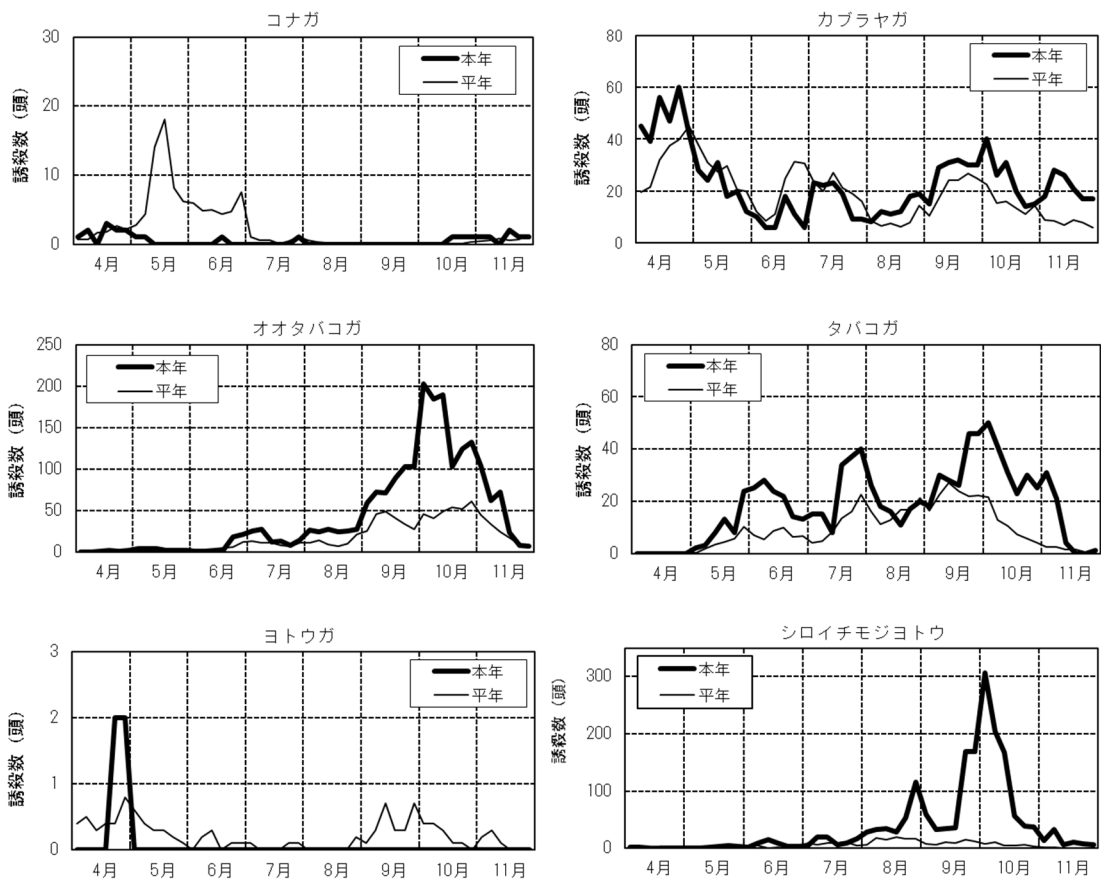 コナガ
30
20
10
0
誘殺数（頭）
本年
平年
4月 5月 6月 7月 8月 9月 10月 11月
カブラヤガ
80
60
40
20
0
誘殺数（頭）
本年
平年
4月 5月 6月 7月 8月 9月 10月 11月
オオタバコガ
250
200
150
100
50
0
誘殺数（頭）
本年
平年
4月 5月 6月 7月 8月 9月 10月 11月
タバコガ
80
60
40
20
0
誘殺数（頭）
本年
平年
4月 5月 6月 7月 8月 9月 10月 11月
ヨトウガ
3
2
1
0
誘殺数（頭）
本年
平年
4月 5月 6月 7月 8月 9月 10月 11月
シロイチモジヨトウ
300
200
100
0
誘殺数（頭）
本年
平年
4月 5月 6月 7月 8月 9月 10月 11月